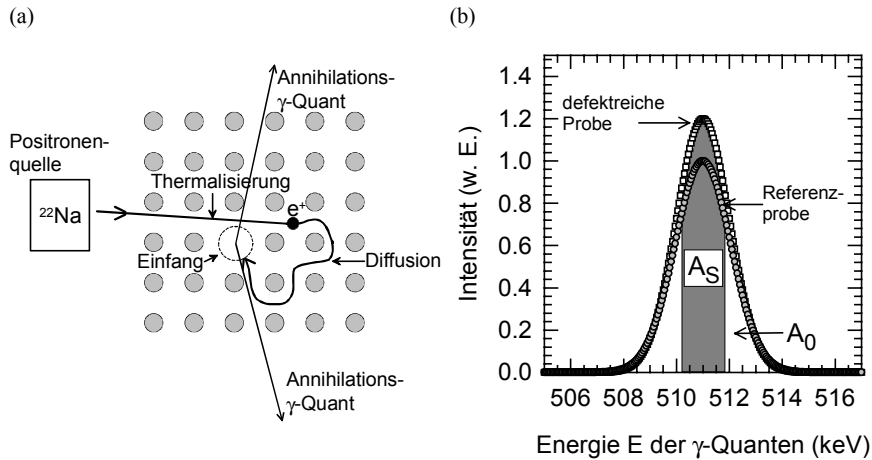 (a)
Annihilations-
γ-Quant
Positronen-
quelle
²²Na
Thermalisierung
e⁺
Einfang
Diffusion
Annihilations-
γ-Quant
(b)
Intensität (w. E.)
1.4
1.2
1.0
0.8
0.6
0.4
0.2
0.0
defektreiche
Probe
Referenz-
probe
A_S
A_0
506 508 510 512 514 516
Energie E der γ-Quanten (keV)